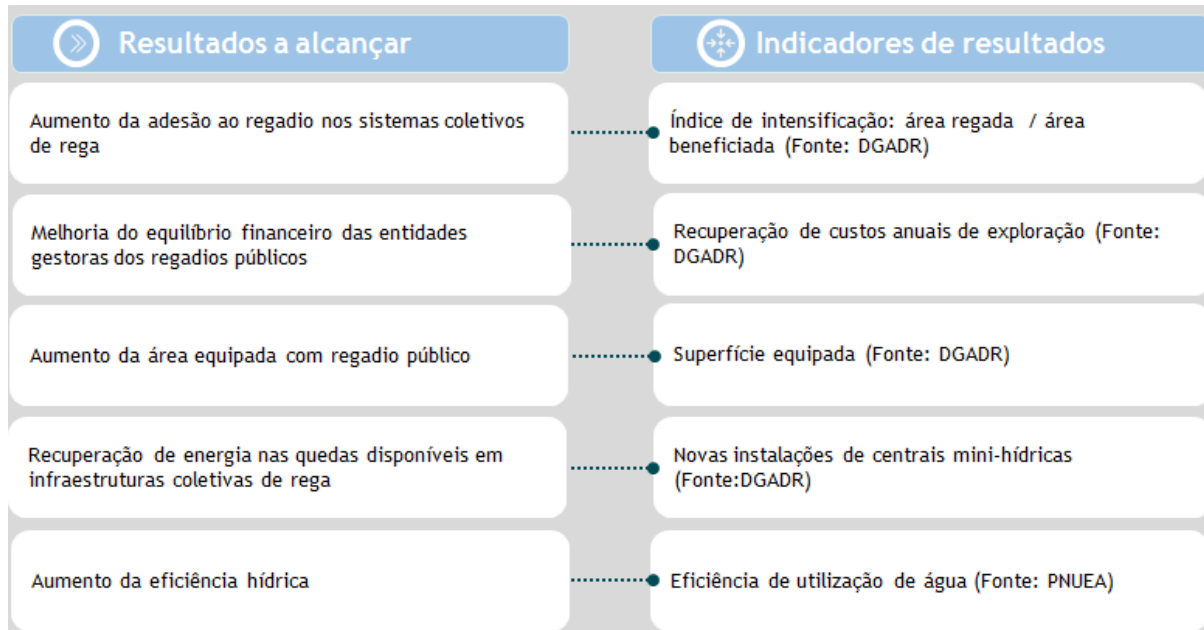 Resultados a alcançar
Indicadores de resultados
Aumento da adesão ao regadio nos sistemas coletivos
de rega
Índice de intensificação: área regada / área
beneficiada (Fonte: DGADR)
Melhoria do equilíbrio financeiro das entidades
gestoras dos regadios públicos
Recuperação de custos anuais de exploração (Fonte:
DGADR)
Aumento da área equipada com regadio público
Superfície equipada (Fonte: DGADR)
Recuperação de energia nas quedas disponíveis em
infraestruturas coletivas de rega
Novas instalações de centrais mini-hídricas
(Fonte:DGADR)
Aumento da eficiência hídrica
Eficiência de utilização de água (Fonte: PNUEA)